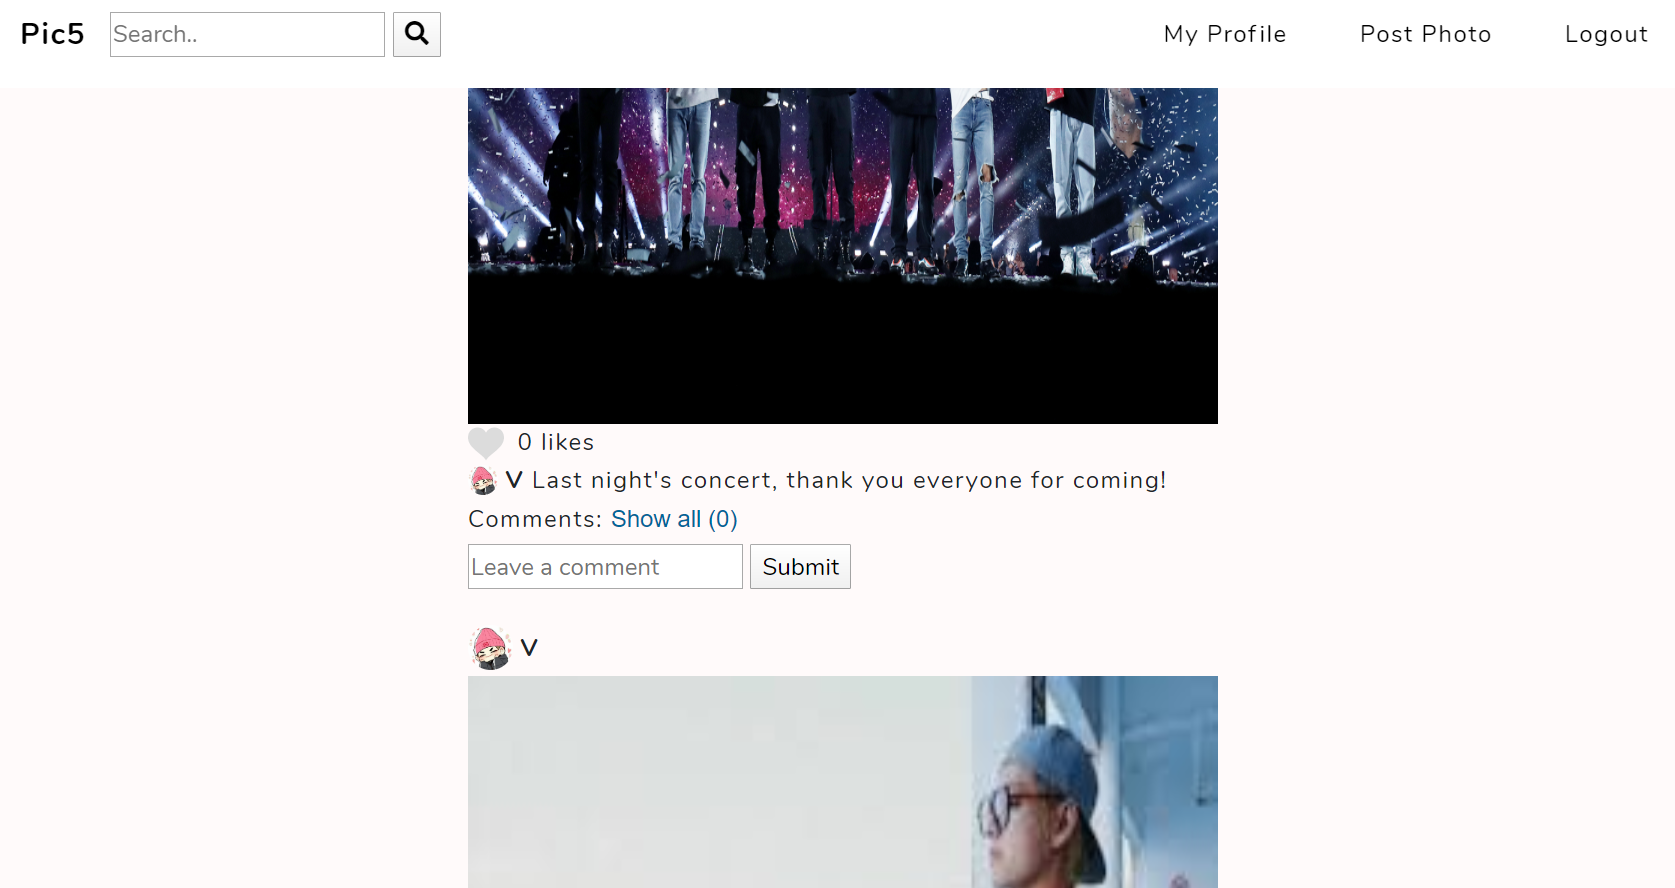 Pic5 Search.. My Profile Post Photo Logout
0 likes
V Last night's concert, thank you everyone for coming!
Comments: Show all (0)
Leave a comment Submit
V